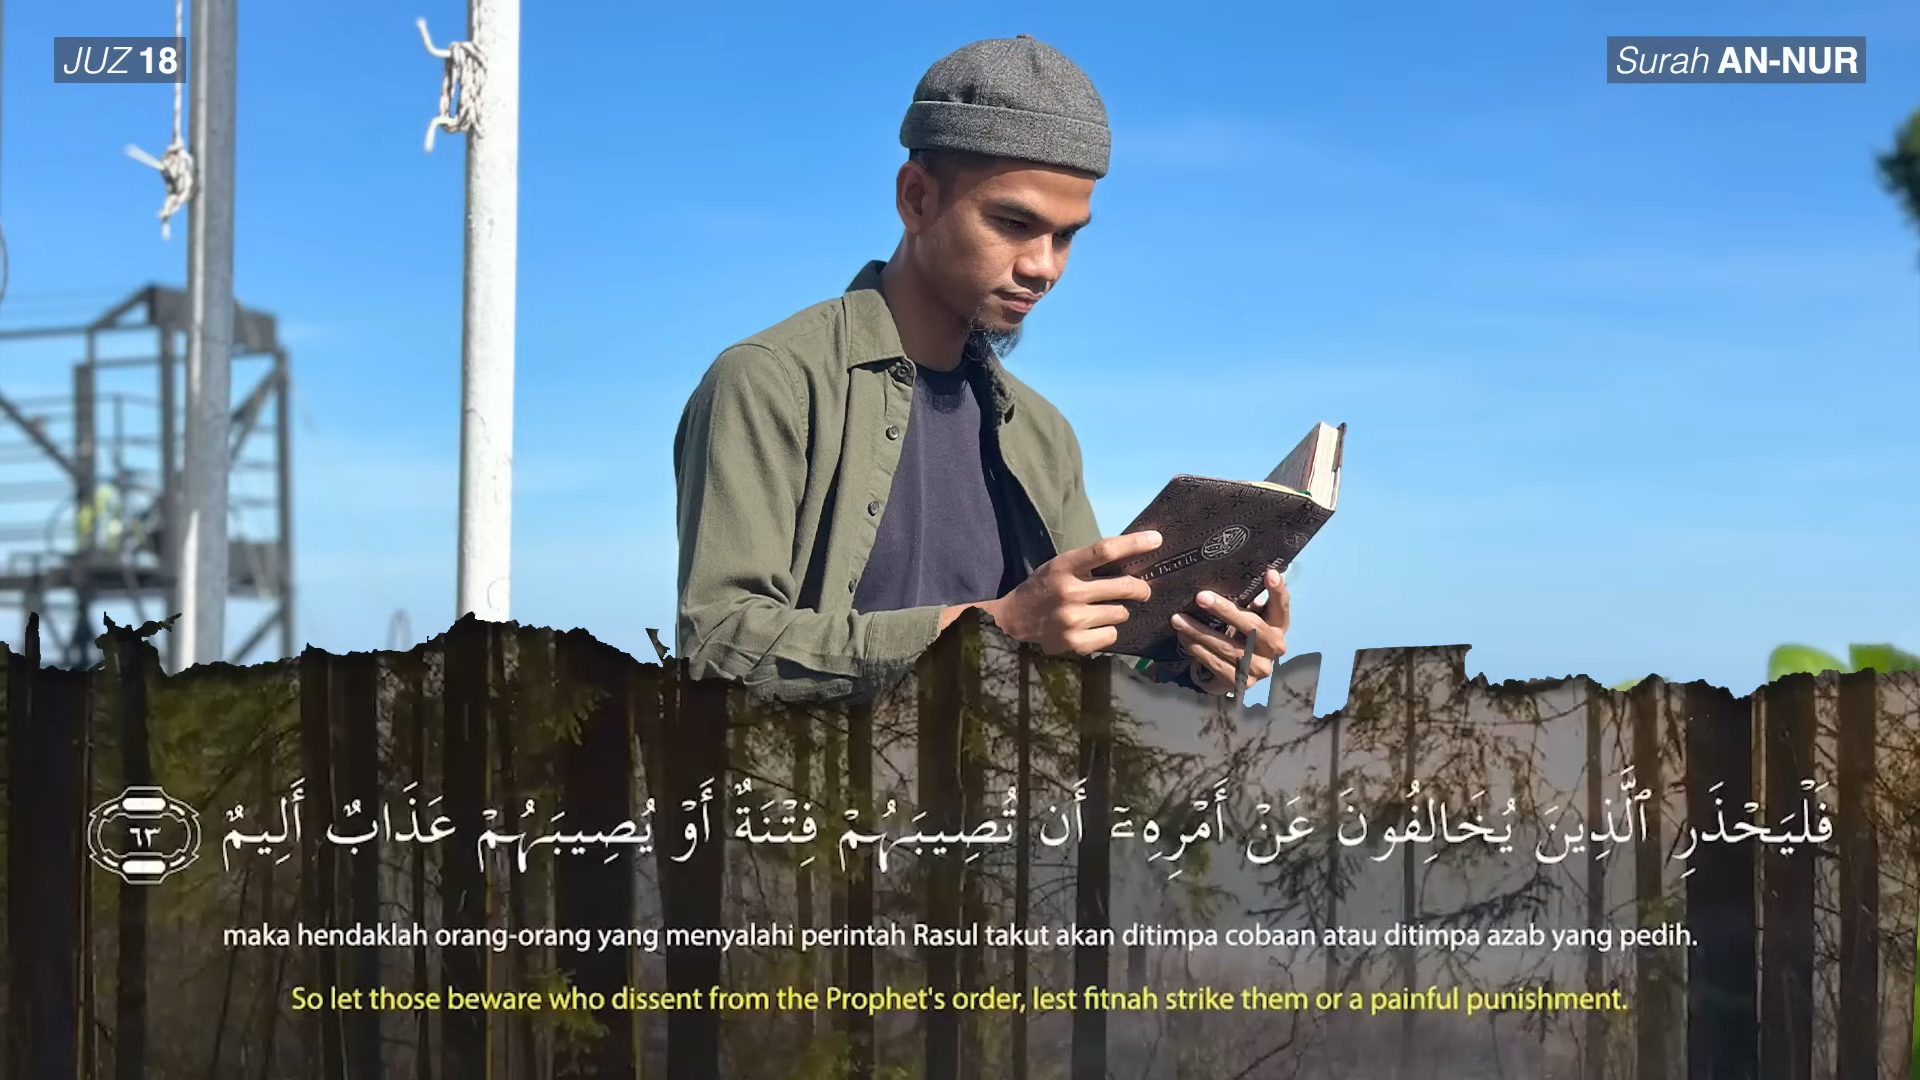 JUZ 18
Surah AN-NUR
فَلْيَحْذَرِ ٱلَّذِينَ يُخَالِفُونَ عَنْ أَمْرِهِۦٓ أَن تُصِيبَهُمْ فِتْنَةٌ أَوْ يُصِيبَهُمْ عَذَابٌ أَلِيمٌ ٦٣
maka hendaklah orang-orang yang menyalahi perintah Rasul takut akan ditimpa cobaan atau ditimpa azab yang pedih.
So let those beware who dissent from the Prophet's order, lest fitnah strike them or a painful punishment.